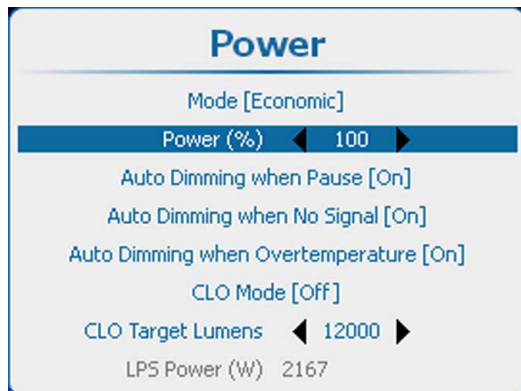 Power
Mode [Economic]
Power (%) 100
Auto Dimming when Pause [On]
Auto Dimming when No Signal [On]
Auto Dimming when Overtemperature [On]
CLO Mode [Off]
CLO Target Lumens 12000
LPS Power (W) 2167